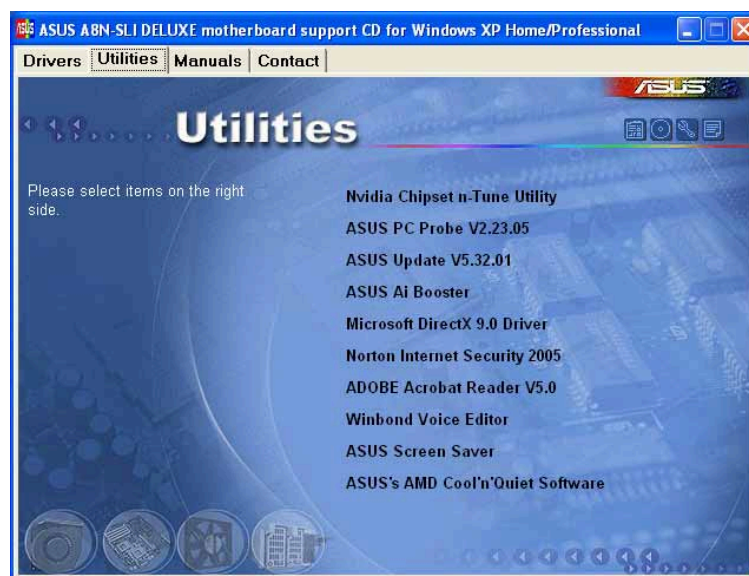 ASUS A8N-SLI DELUXE motherboard support CD for Windows XP Home/Professional
Drivers Utilities Manuals Contact
ASUS
Utilities
Please select items on the right
side.
Nvidia Chipset n-Tune Utility
ASUS PC Probe V2.23.05
ASUS Update V5.32.01
ASUS Ai Booster
Microsoft DirectX 9.0 Driver
Norton Internet Security 2005
ADOBE Acrobat Reader V5.0
Winbond Voice Editor
ASUS Screen Saver
ASUS's AMD Cool'n'Quiet Software